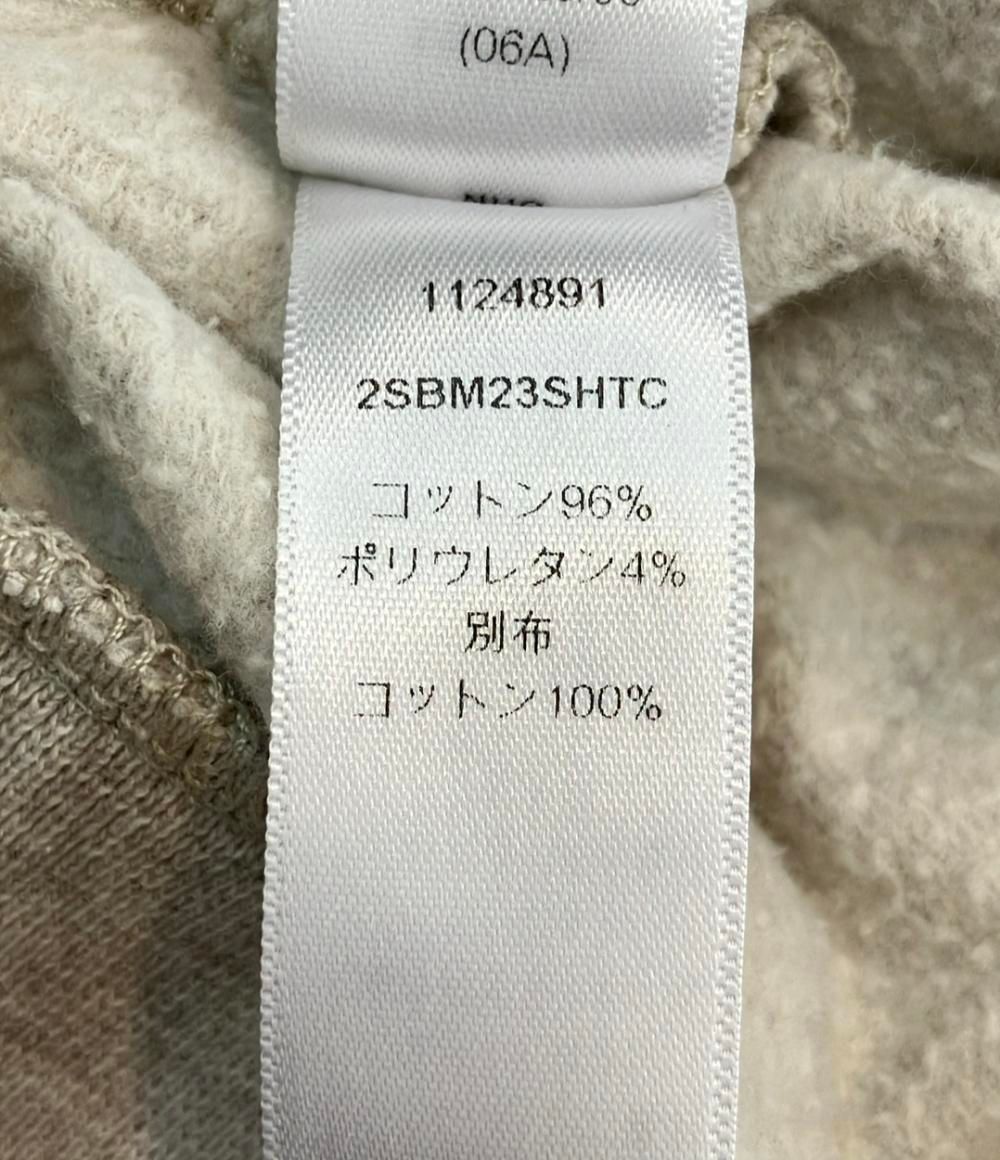 (06A)
1124891
2SBM23SHTC
コットン96%
ポリウレタン4%
別布
コットン100%